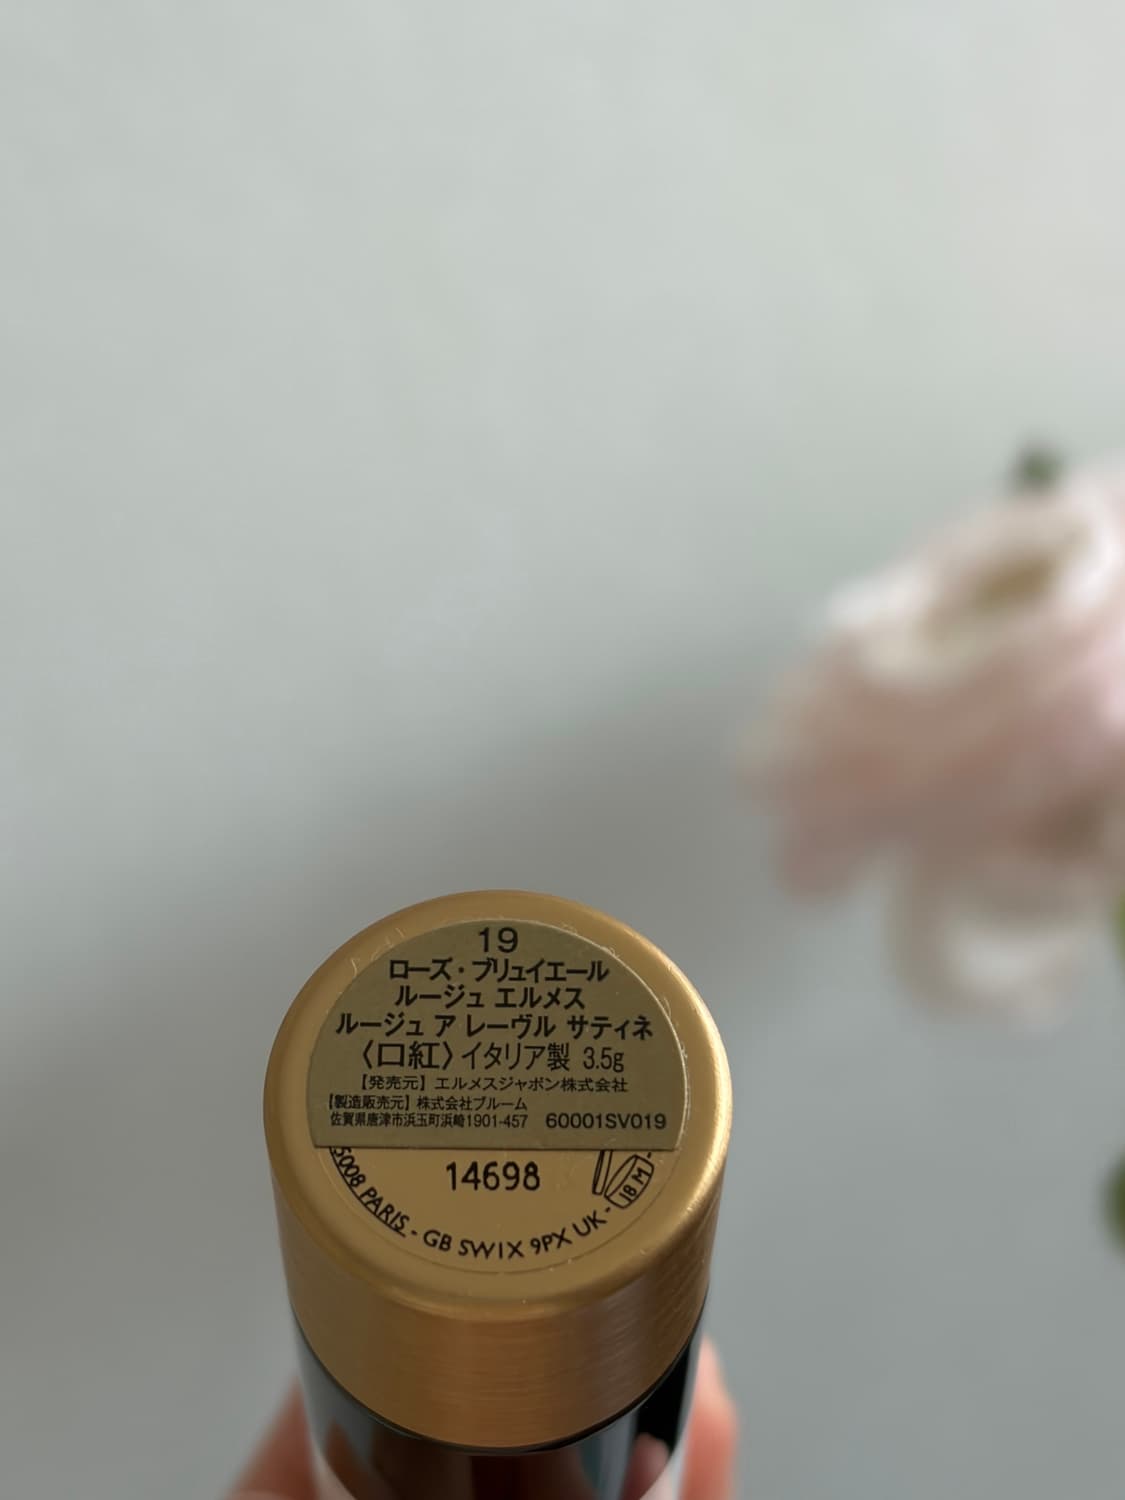 19
ローズ・ブリュイエール
ルージュ エルメス
ルージュ ア レーヴル サティネ
〈口紅〉イタリア製 3.5g
【発売元】エルメスジャポン株式会社
【製造販売元】株式会社ブルーム
佐賀県唐津市浜玉町浜崎1901-457 60001SV019
14698
5008 PARIS - GB SW1X 9PX UK -
18 M